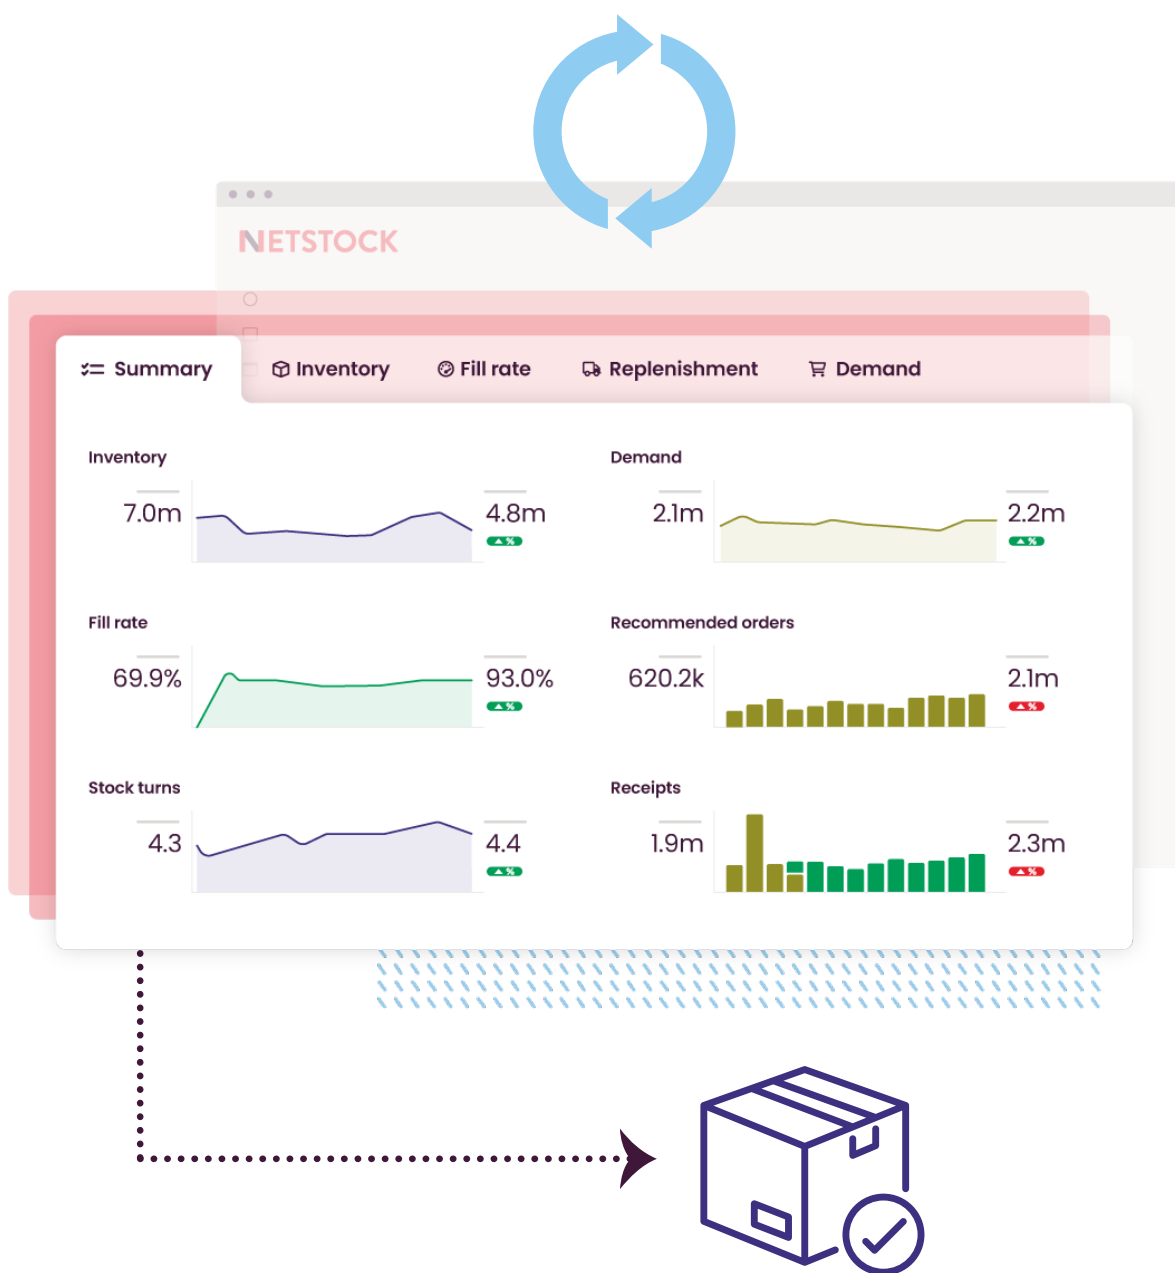 NETSTOCK
Summary Inventory Fill rate Replenishment Demand
Inventory
7.0m 4.8m
%
Demand
2.1m 2.2m
%
Fill rate
69.9% 93.0%
%
Recommended orders
620.2k 2.1m
%
Stock turns
4.3 4.4
%
Receipts
1.9m 2.3m
%